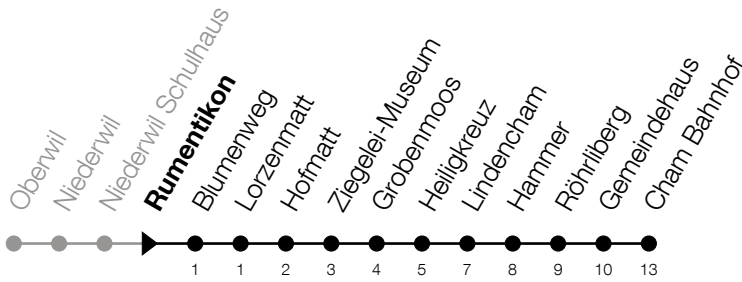 Oberwil
Niederwil
Niederwil Schulhaus
Rumentikon
Blumenweg
Lorzenmatt
Hofmatt
Ziegelei-Museum
Grobenmoos
Heiligkreuz
Lindencham
Hammer
Röhrliberg
Gemeindehaus
Cham Bahnhof
1 1 2 3 4 5 7 8 9 10 13